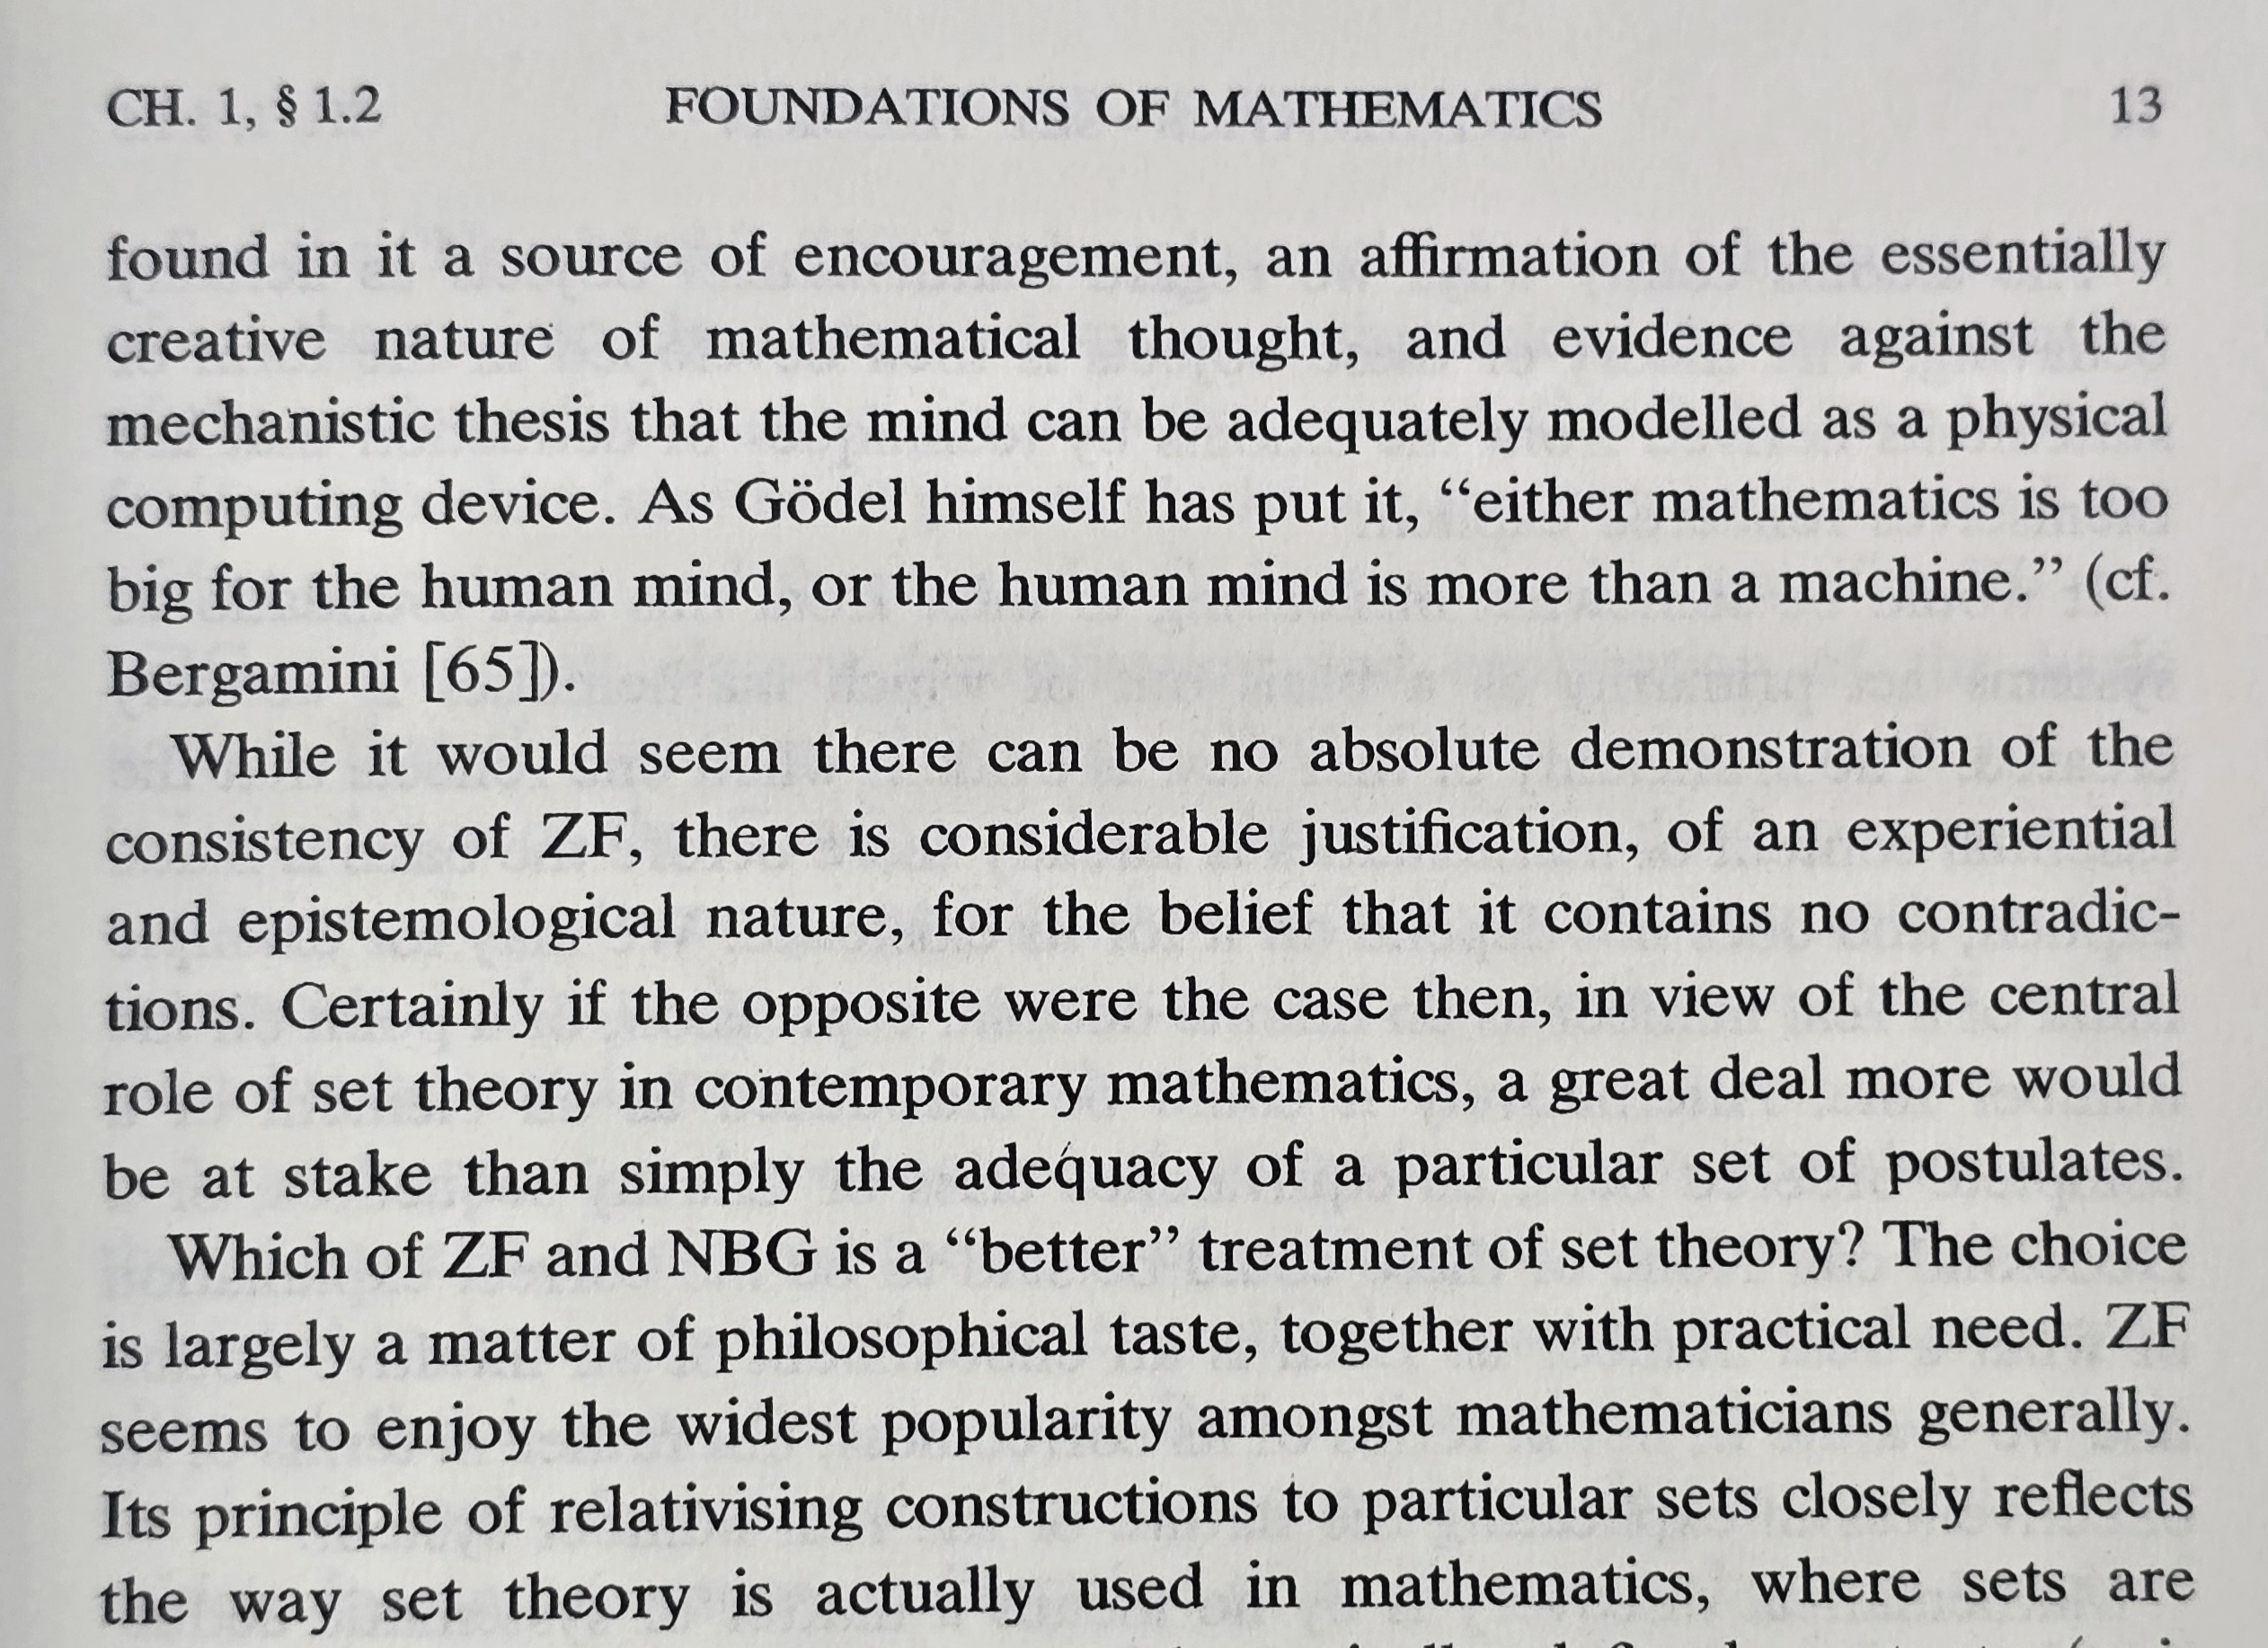 CH. 1, § 1.2 FOUNDATIONS OF MATHEMATICS 13
found in it a source of encouragement, an affirmation of the essentially
creative nature of mathematical thought, and evidence against the
mechanistic thesis that the mind can be adequately modelled as a physical
computing device. As Gödel himself has put it, “either mathematics is too
big for the human mind, or the human mind is more than a machine.” (cf.
Bergamini [65]).
While it would seem there can be no absolute demonstration of the
consistency of ZF, there is considerable justification, of an experiential
and epistemological nature, for the belief that it contains no contradic-
tions. Certainly if the opposite were the case then, in view of the central
role of set theory in contemporary mathematics, a great deal more would
be at stake than simply the adequacy of a particular set of postulates.
Which of ZF and NBG is a “better” treatment of set theory? The choice
is largely a matter of philosophical taste, together with practical need. ZF
seems to enjoy the widest popularity amongst mathematicians generally.
Its principle of relativising constructions to particular sets closely reflects
the way set theory is actually used in mathematics, where sets are